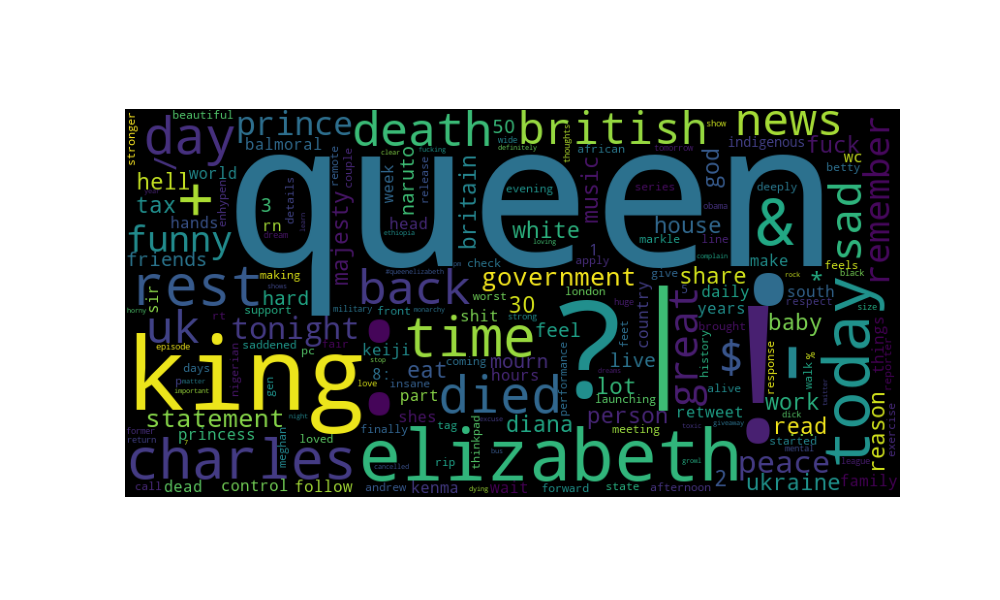 stronger
beautiful
day
prince
death
50
british
show
news
balmoral
wide
definitely
fucking
clear
thoughts
african
tomorrow
indigenous
fuck
wc
betty
remember
/
queen
hell
world
+
tax
hands
enhypen
3
rn
details
dream
learn
remote
couple
majesty
week
naruto
release
head
ethiopia
britain
evening
white
loving
music
series
obama
god
house
markle
line
deeply
&
make
complain
sad
feels
funny
friends
rest
making
support
hard
sir
back
#queenelizabeth
check
worst
government
30
london
apply
1
give
share
daily
years
*
south
rock
respect
black
size
uk
rt
tonight
military
front
monarchy
:
time
shit
strong
feel
?
huge
feet
country
|
great
brought
history
$
!
baby
response
-
walk
%
today
things
reporter
king
episode
matter
important
days
nigerian
saddened
gen
pc
fair
keiji
8:
stop
love
insane
part
eat
coming
mourn
hours
died
performance
live
dreams
lot
launching
person
retweet
alive
work
dick
twitter
read
reason
exercise
statement
princess
former
return
7
loved
night
meghan
finally
shes
tag
thinkpad
excuse
diana
meeting
toxic
giveaway
started
mental
league
charles
elizabeth
cancelled
rip
bus
growl
peace
call
dead
control
follow
andrew
kenma
dying
wait
forward
state
afternoon
2
ukraine
family
shows
horny